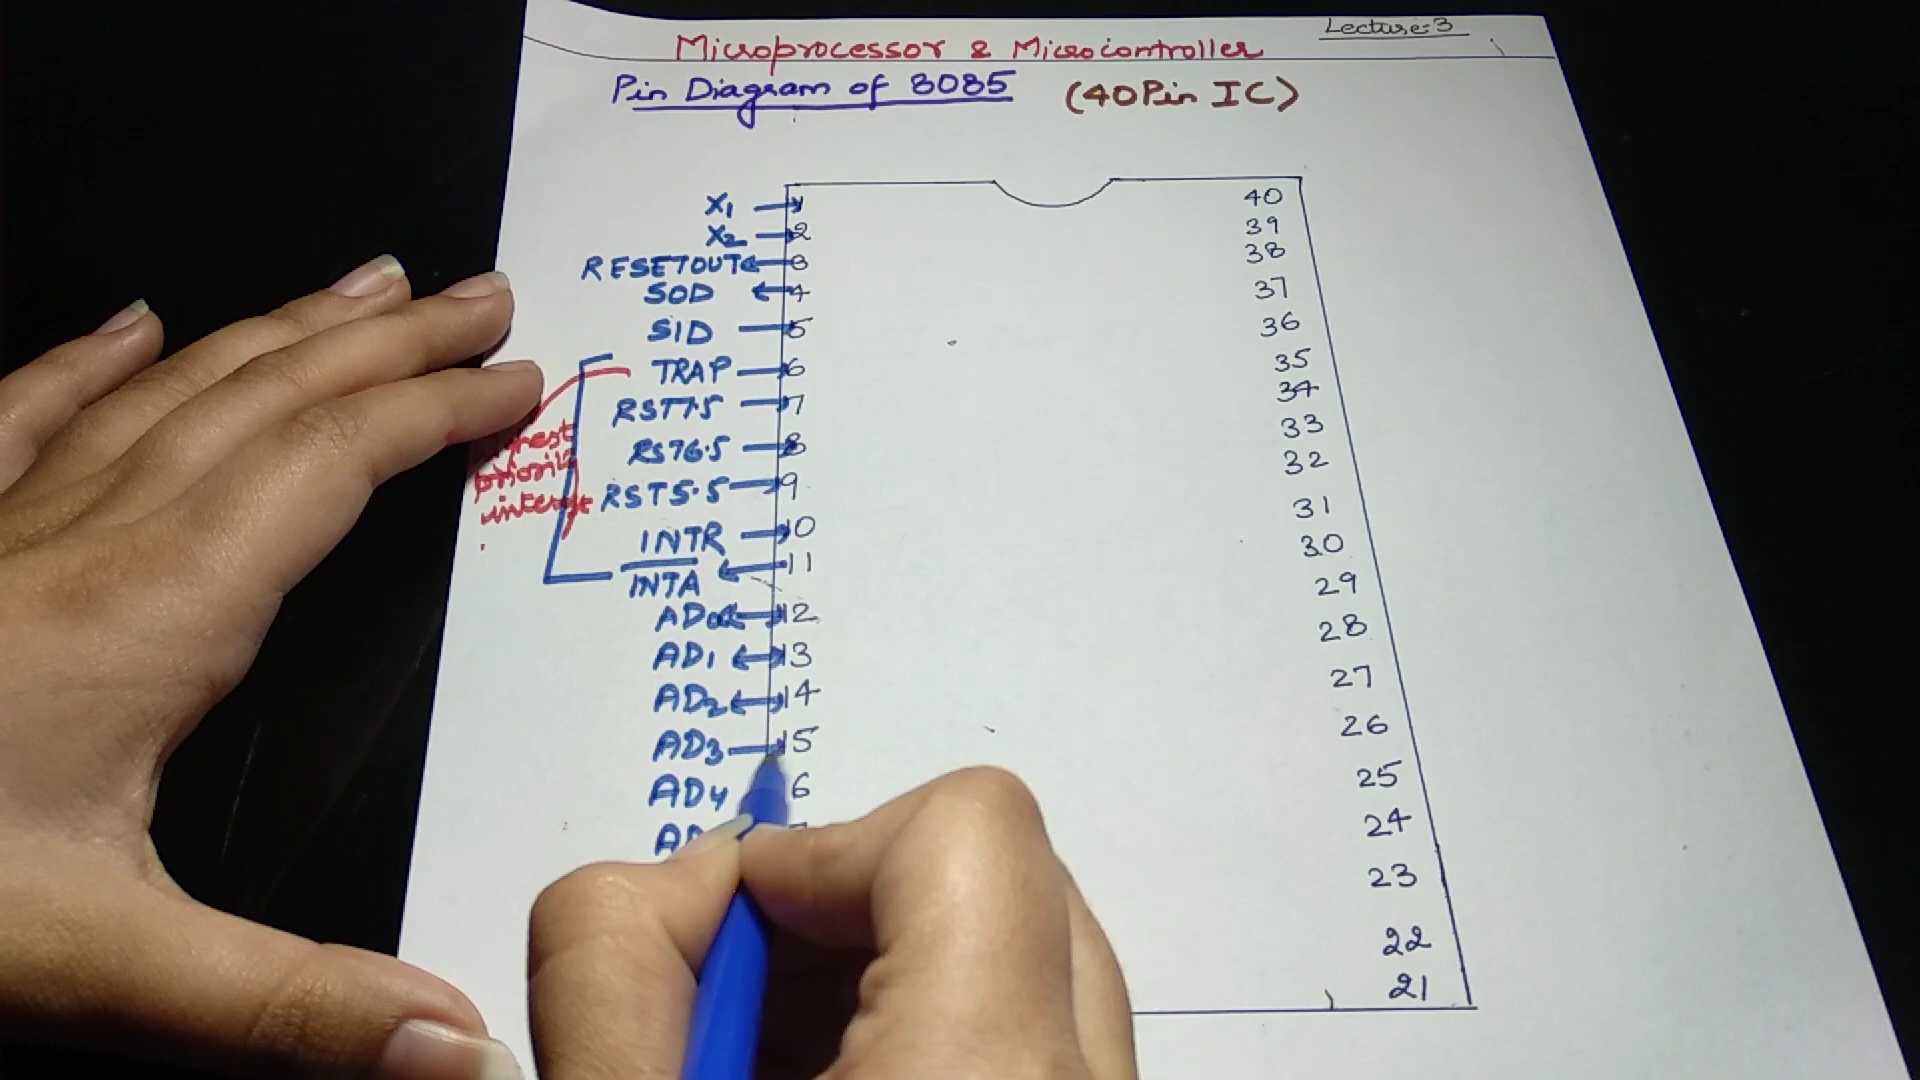 Lecture:3
Microprocessor & Microcontroller
Pin Diagram of 8085 (40Pin IC)
X1 1 40
X2 2 39
RESETOUT 3 38
SOD 4 37
SID 5 36
TRAP 6 35
RST7.5 7 34
RST6.5 8 33
RST5.5 9 32
INTR 10 31
INTA 11 30
AD0 12 29
AD1 13 28
AD2 14 27
AD3 15 26
AD4 6 25
24
23
22
21
priority